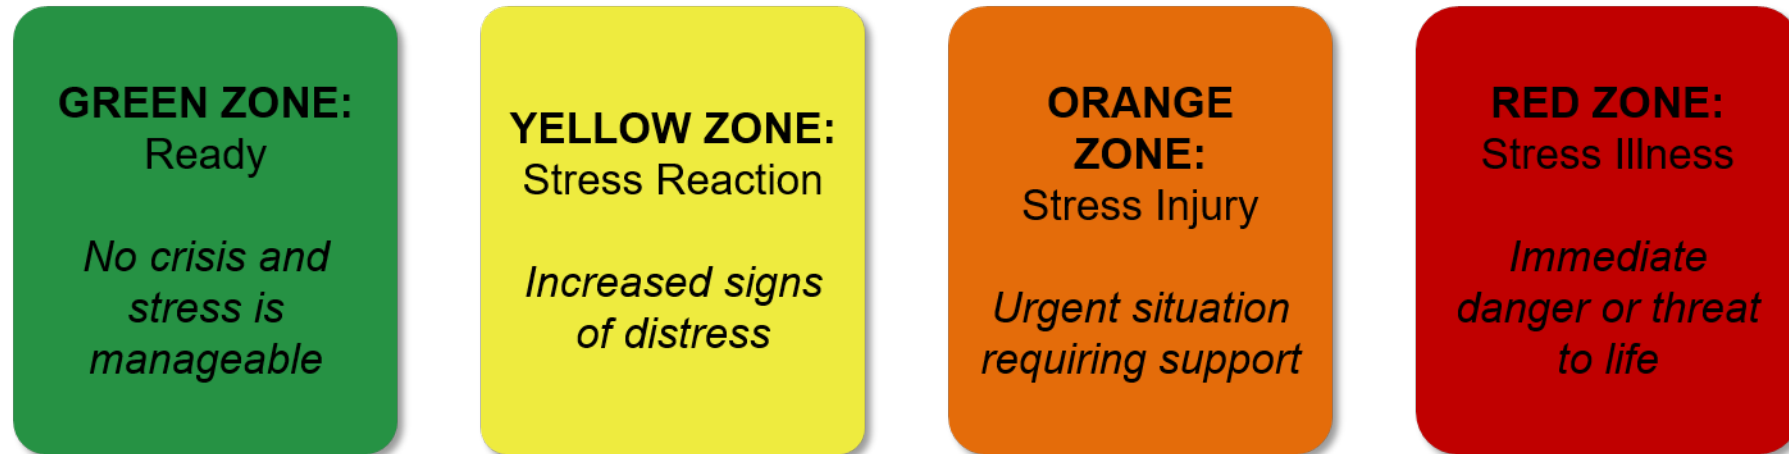 GREEN ZONE:
Ready
No crisis and
stress is
manageable
YELLOW ZONE:
Stress Reaction
Increased signs
of distress
ORANGE
ZONE:
Stress Injury
Urgent situation
requiring support
RED ZONE:
Stress Illness
Immediate
danger or threat
to life